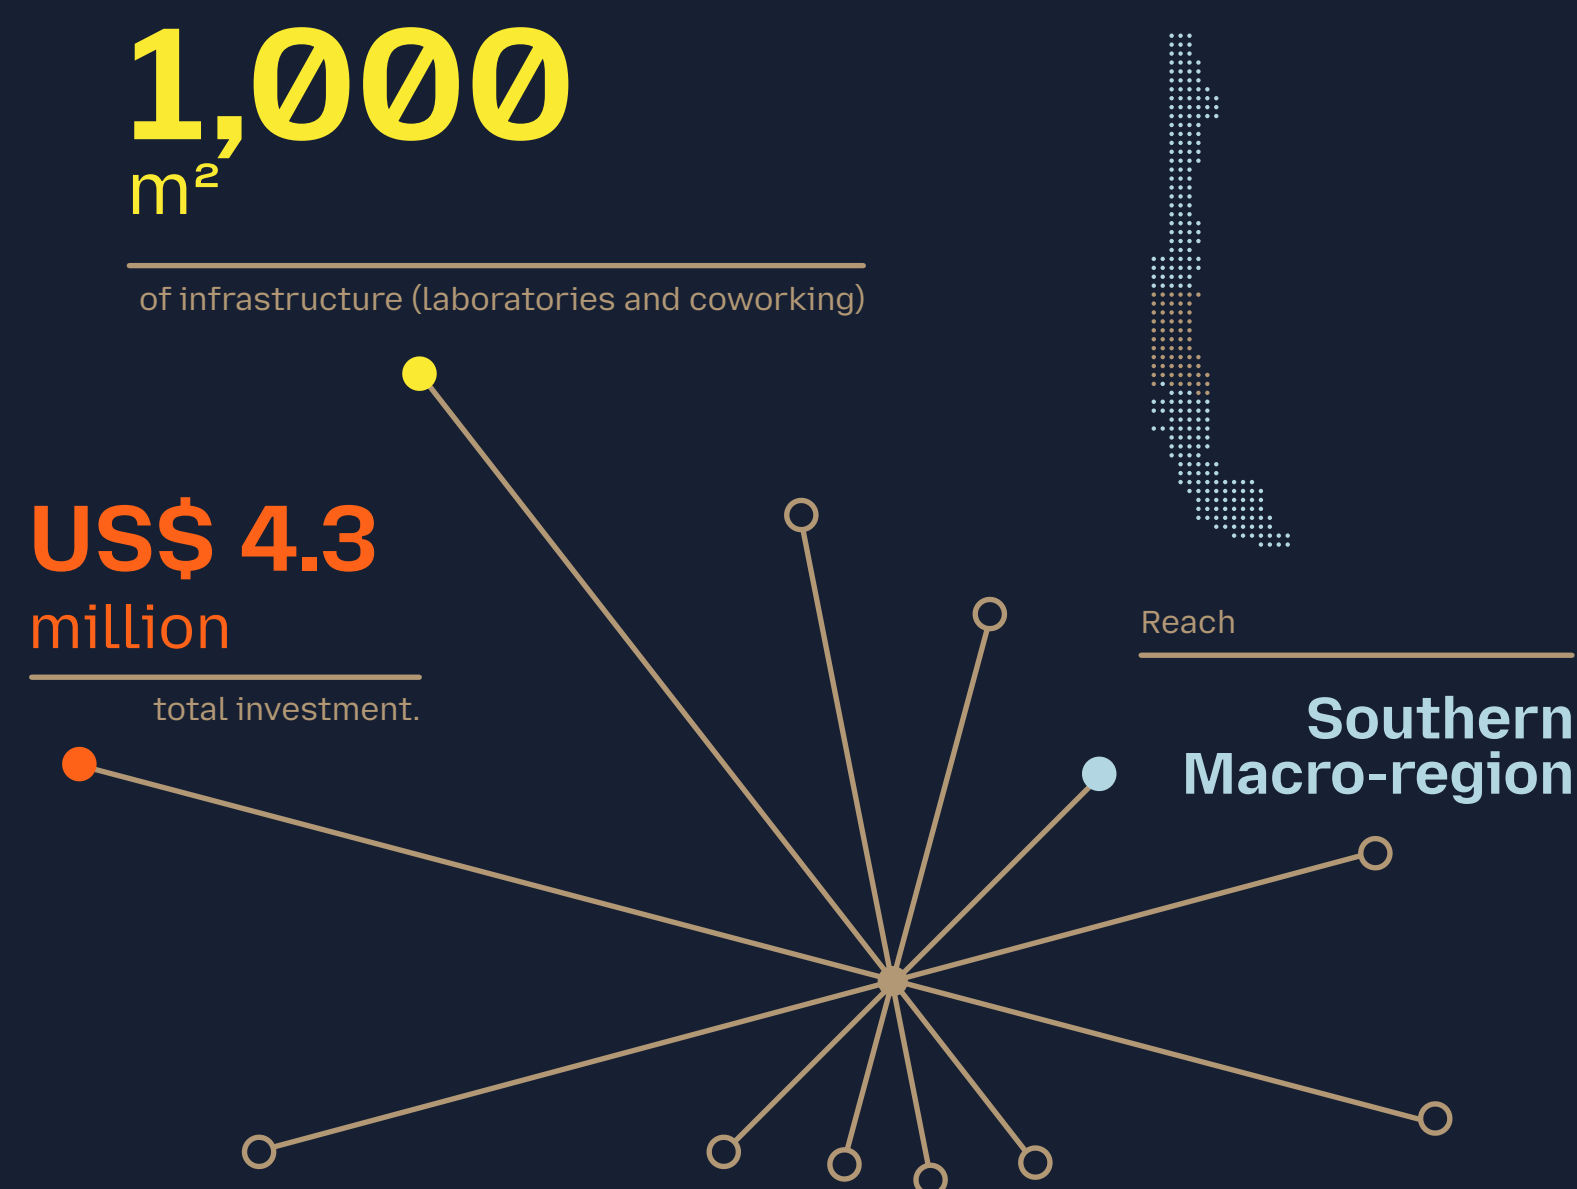 1,000
m²
of infrastructure (laboratories and coworking)
US$ 4.3
million
total investment.
Reach
Southern
Macro-region